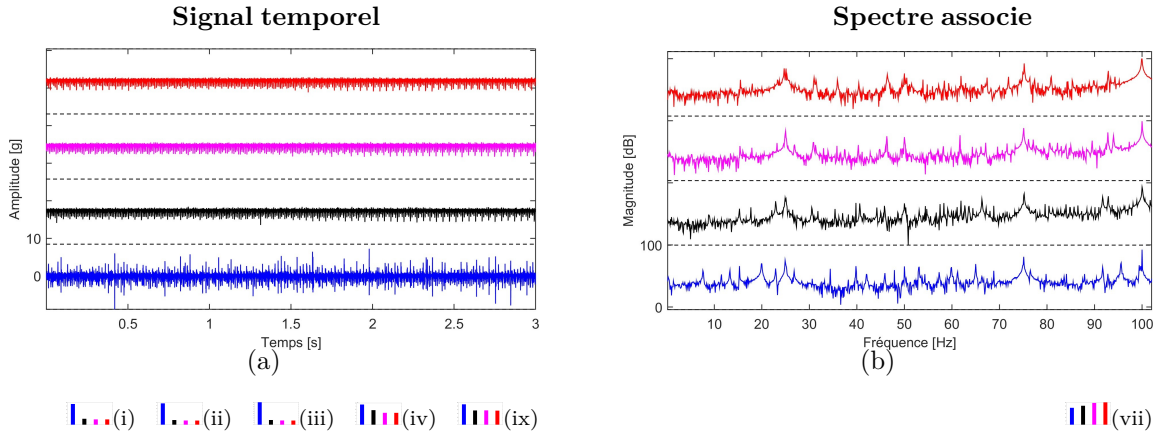 Signal temporel
Spectre associe
Amplitude [g]
10
0
0.5 1 1.5 2 2.5 3
Temps [s]
(a)
Magnitude [dB]
100
0
10 20 30 40 50 60 70 80 90 100
Fréquence [Hz]
(b)
(i) (ii) (iii) (iv) (ix) (vii)